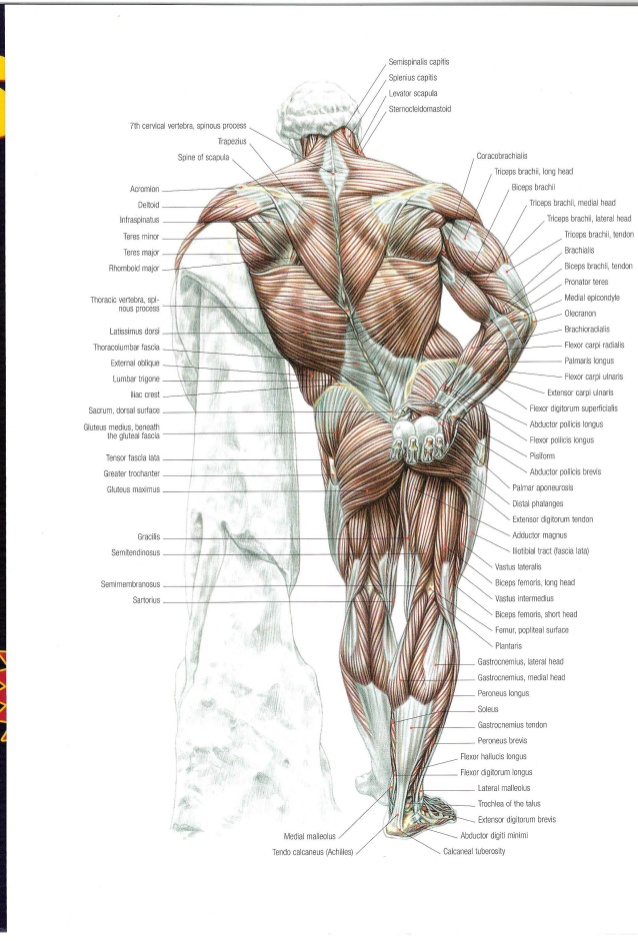 Semispinalis capitis
Splenius capitis
Levator scapula
Sternocleidomastoid
7th cervical vertebra, spinous process
Trapezius
Spine of scapula
Acromion
Deltoid
Infraspinatus
Teres minor
Teres major
Rhomboid major
Thoracic vertebra, spi-
nous process
Latissimus dorsi
Thoracolumbar fascia
External oblique
Lumbar trigone
Iliac crest
Sacrum, dorsal surface
Gluteus medius, beneath
the gluteal fascia
Tensor fascia lata
Greater trochanter
Gluteus maximus
Gracilis
Semitendinosus
Semimembranosus
Sartorius
Coracobrachialis
Triceps brachii, long head
Biceps brachii
Triceps brachii, medial head
Triceps brachii, lateral head
Triceps brachii, tendon
Brachialis
Biceps brachii, tendon
Pronator teres
Medial epicondyle
Olecranon
Brachioradialis
Flexor carpi radialis
Palmaris longus
Flexor carpi ulnaris
Extensor carpi ulnaris
Flexor digitorum superficialis
Abductor pollicis longus
Flexor pollicis longus
Pisiform
Abductor pollicis brevis
Palmar aponeurosis
Distal phalanges
Extensor digitorum tendon
Adductor magnus
Iliotibial tract (fascia lata)
Vastus lateralis
Biceps femoris, long head
Vastus intermedius
Biceps femoris, short head
Femur, popliteal surface
Plantaris
Gastrocnemius, lateral head
Gastrocnemius, medial head
Peroneus longus
Soleus
Gastrocnemius tendon
Peroneus brevis
Flexor hallucis longus
Flexor digitorum longus
Lateral malleolus
Trochlea of the talus
Extensor digitorum brevis
Abductor digiti minimi
Calcaneal tuberosity
Medial malleolus
Tendo calcaneus (Achilles)